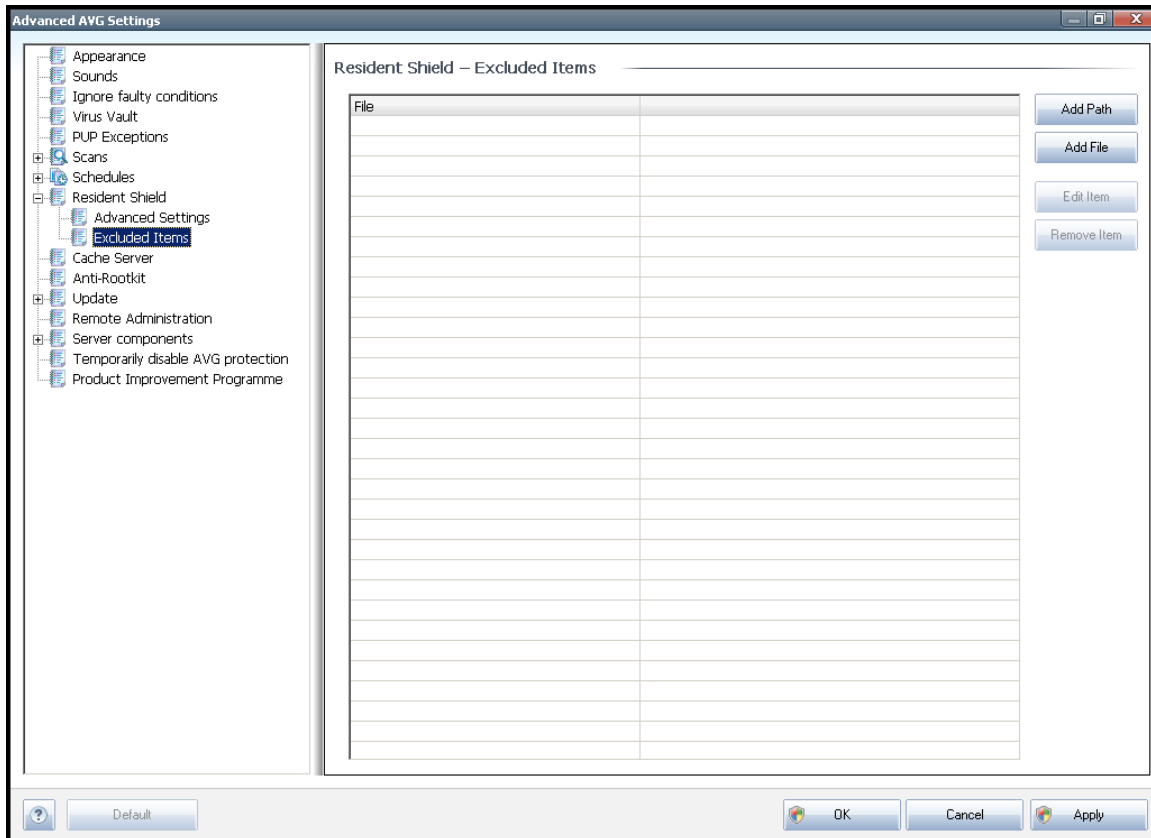 Advanced AVG Settings
Appearance
Sounds
Ignore faulty conditions
Virus Vault
PUP Exceptions
Scans
Schedules
Resident Shield
Advanced Settings
Excluded Items
Cache Server
Anti-Rootkit
Update
Remote Administration
Server components
Temporarily disable AVG protection
Product Improvement Programme
Resident Shield – Excluded Items
File
Add Path
Add File
Edit Item
Remove Item
? Default OK Cancel Apply